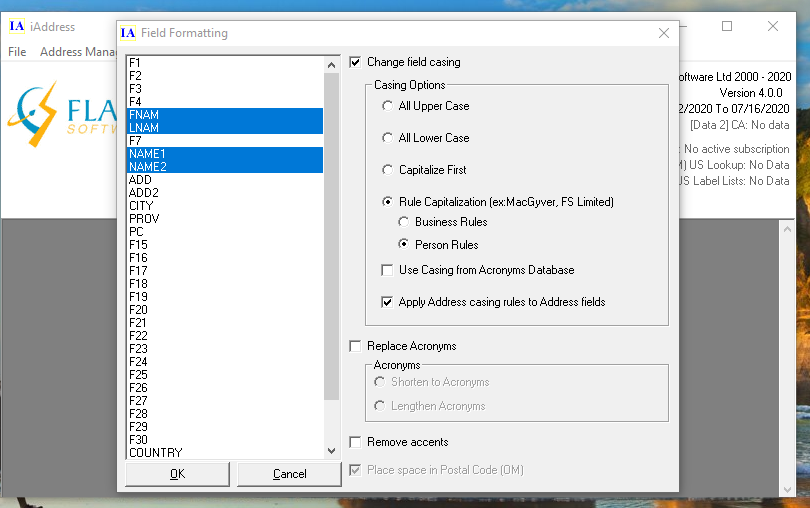 IA iAddress
File Address Mana
FLA
SOFTW
oftware Ltd 2000 - 2020
Version 4.0.0
2/2020 To 07/16/2020
[Data 2] CA: No data
: No active subscription
M) US Lookup: No Data
US Label Lists: No Data
IA Field Formatting
F1
F2
F3
F4
FNAM
LNAM
F7
NAME1
NAME2
ADD
ADD2
CITY
PROV
PC
F15
F16
F17
F18
F19
F20
F21
F22
F23
F24
F25
F26
F27
F28
F29
F30
COUNTRY
OK
Cancel
Change field casing
Casing Options
All Upper Case
All Lower Case
Capitalize First
Rule Capitalization (ex:MacGyver, FS Limited)
Business Rules
Person Rules
Use Casing from Acronyms Database
Apply Address casing rules to Address fields
Replace Acronyms
Acronyms
Shorten to Acronyms
Lengthen Acronyms
Remove accents
Place space in Postal Code (OM)